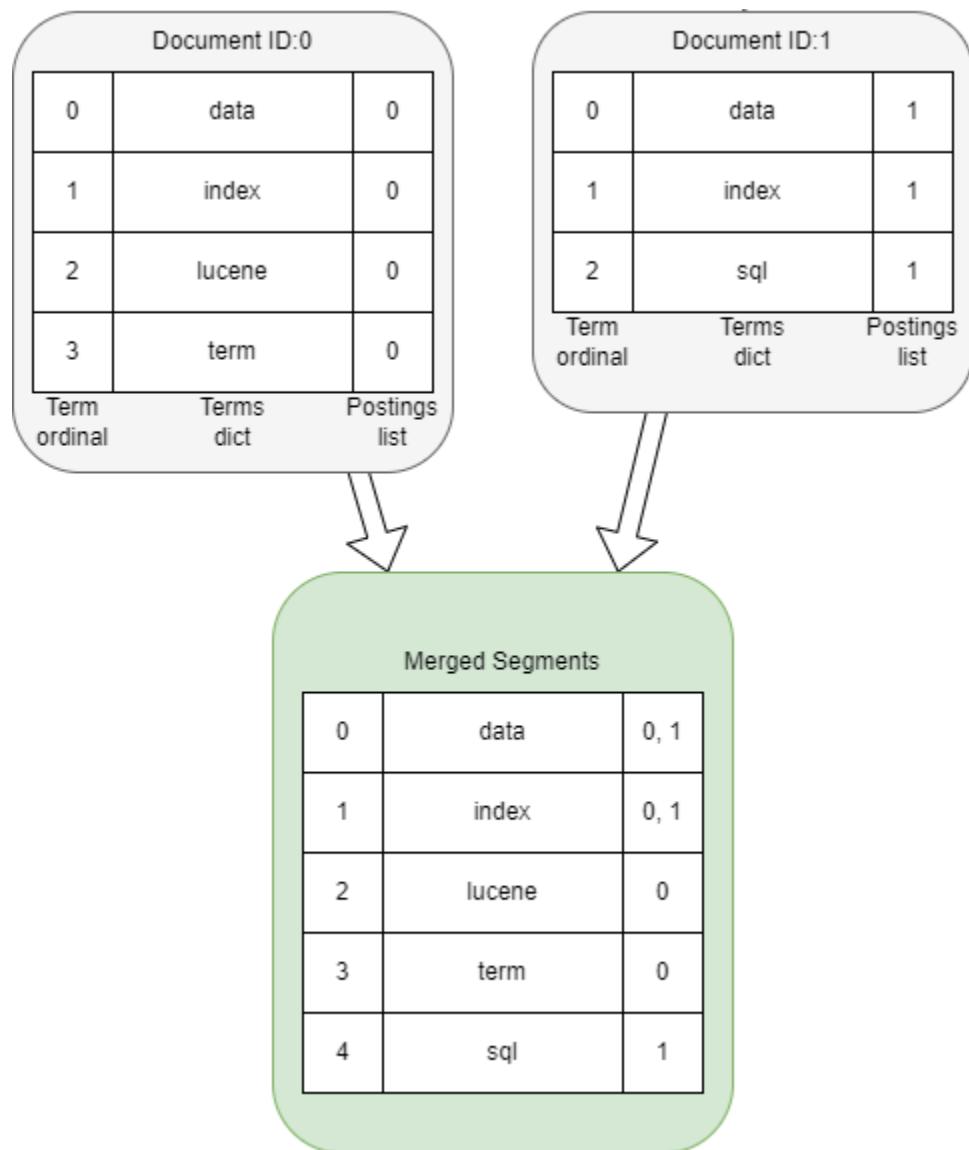 Document ID:0
0 data 0
1 index 0
2 lucene 0
3 term 0
Term ordinal
Terms dict
Postings list
Document ID:1
0 data 1
1 index 1
2 sql 1
Term ordinal
Terms dict
Postings list
Merged Segments
0 data 0, 1
1 index 0, 1
2 lucene 0
3 term 0
4 sql 1